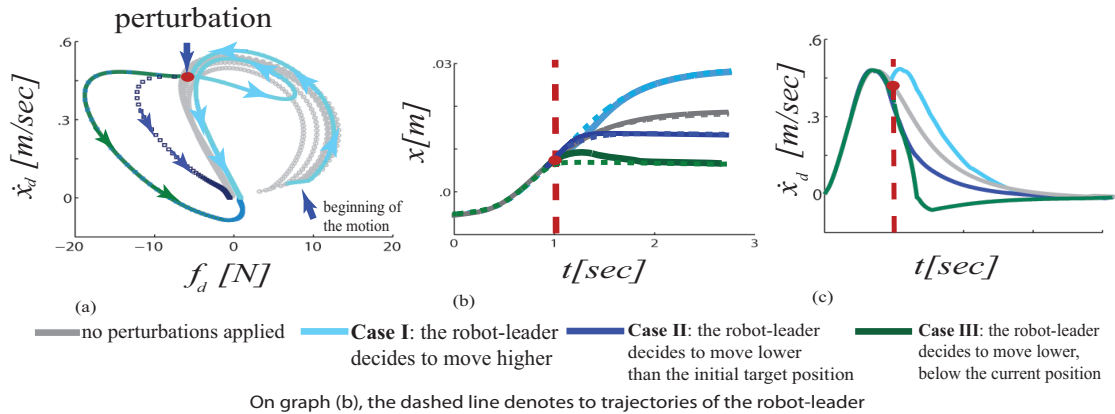 perturbation
.6
.3
0
−20
−10
0
10
20
ẋd [m/sec]
fd [N]
beginning of
the motion
(a)
.03
.0
0
1
2
3
x[m]
t[sec]
(b)
.6
.3
0
ẋd [m/sec]
t[sec]
(c)
no perturbations applied
Case I: the robot-leader
decides to move higher
Case II: the robot-leader
decides to move lower
than the initial target position
Case III: the robot-leader
decides to move lower,
below the current position
On graph (b), the dashed line denotes to trajectories of the robot-leader